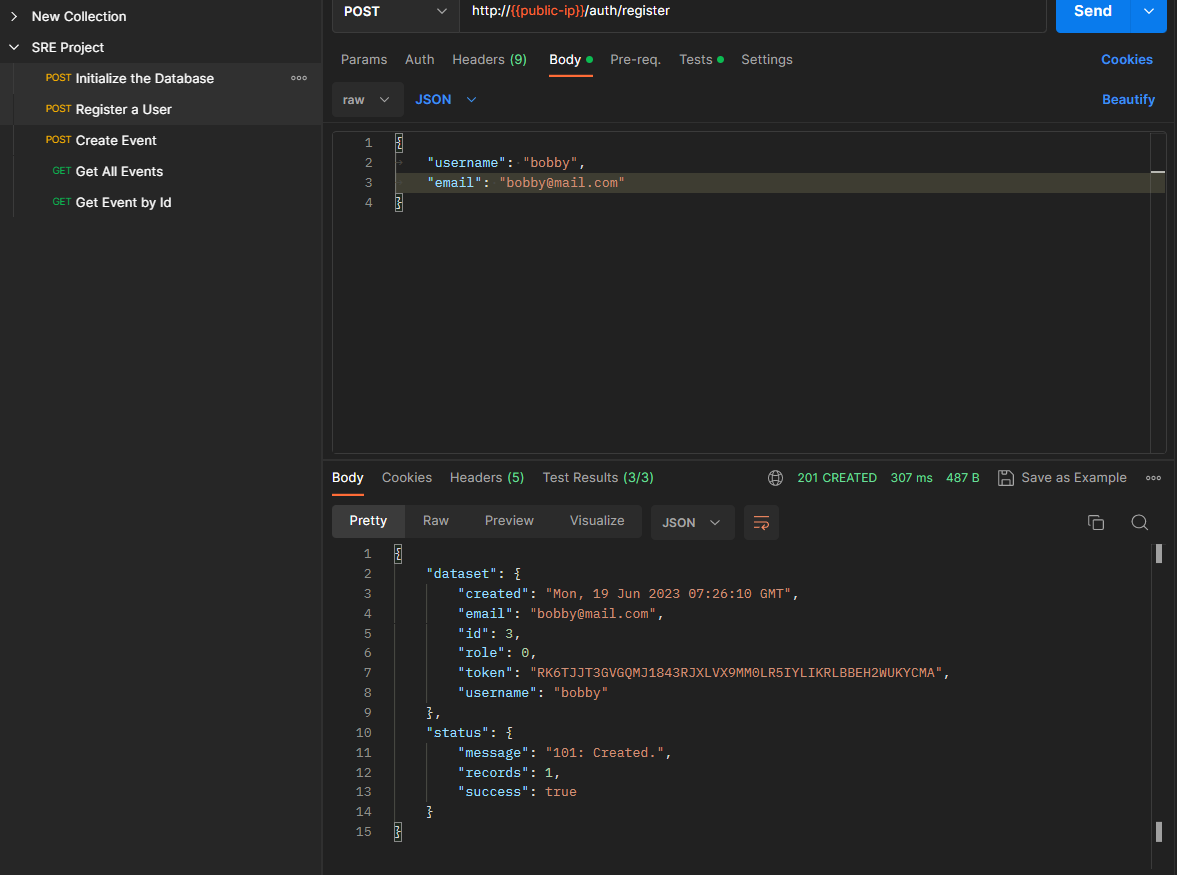 New Collection
SRE Project
POST Initialize the Database
POST Register a User
POST Create Event
GET Get All Events
GET Get Event by Id
POST http://{{public-ip}}/auth/register Send
Params Auth Headers (9) Body Pre-req. Tests Settings Cookies
raw JSON Beautify
1 {
2 "username": "bobby",
3 "email": "bobby@mail.com"
4 }
Body Cookies Headers (5) Test Results (3/3) 201 CREATED 307 ms 487 B Save as Example
Pretty Raw Preview Visualize JSON
1 {
2 "dataset": {
3 "created": "Mon, 19 Jun 2023 07:26:10 GMT",
4 "email": "bobby@mail.com",
5 "id": 3,
6 "role": 0,
7 "token": "RK6TJJT3GVGQMJ1843RJXLVX9MM0LR5IYLIKRLBBEH2WUKYCMA",
8 "username": "bobby"
9 },
10 "status": {
11 "message": "101: Created.",
12 "records": 1,
13 "success": true
14 }
15 }